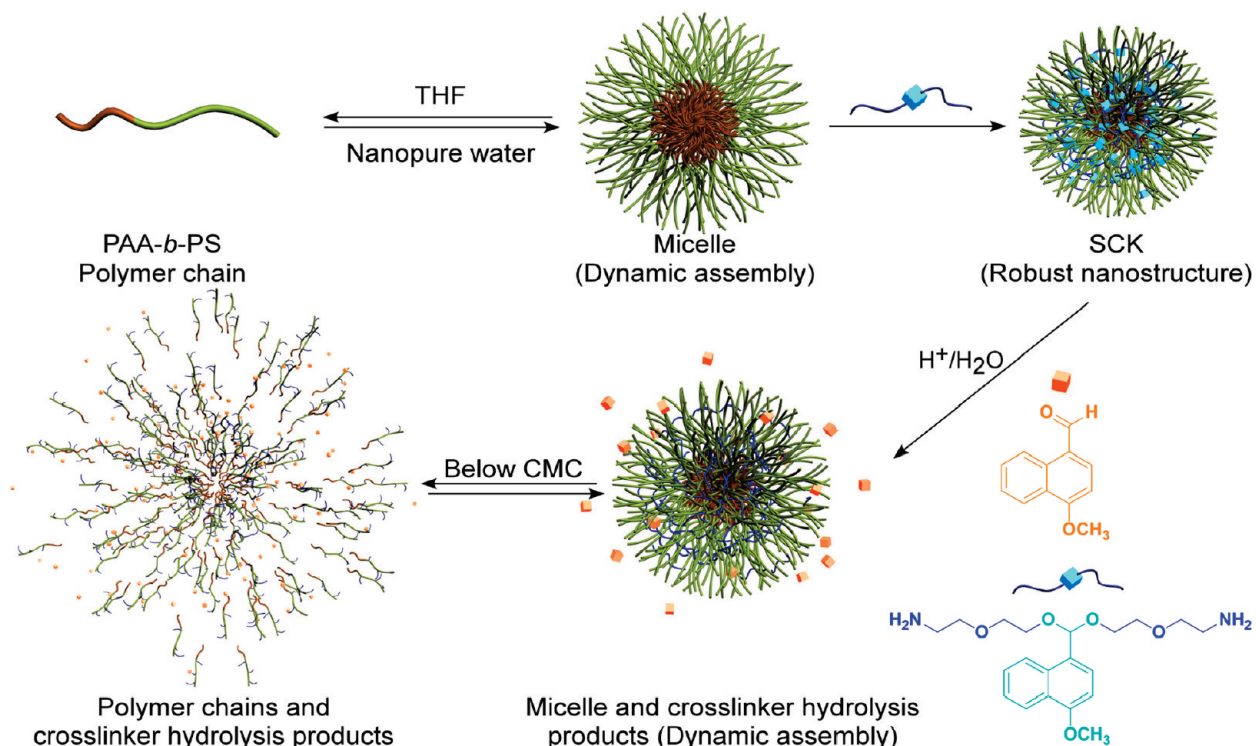 THF
Nanopure water
PAA-b-PS
Polymer chain
Micelle
(Dynamic assembly)
SCK
(Robust nanostructure)
H⁺/H₂O
O
H
OCH₃
Below CMC
H₂N
O
O
O
O
NH₂
OCH₃
Polymer chains and
crosslinker hydrolysis products
Micelle and crosslinker hydrolysis
products (Dynamic assembly)